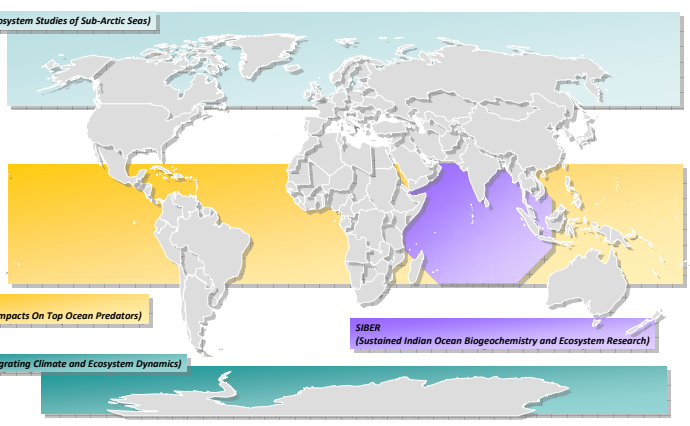 osystem Studies of Sub-Arctic Seas)
mpacts On Top Ocean Predators)
SIBER
(Sustained Indian Ocean Biogeochemistry and Ecosystem Research)
grating Climate and Ecosystem Dynamics)